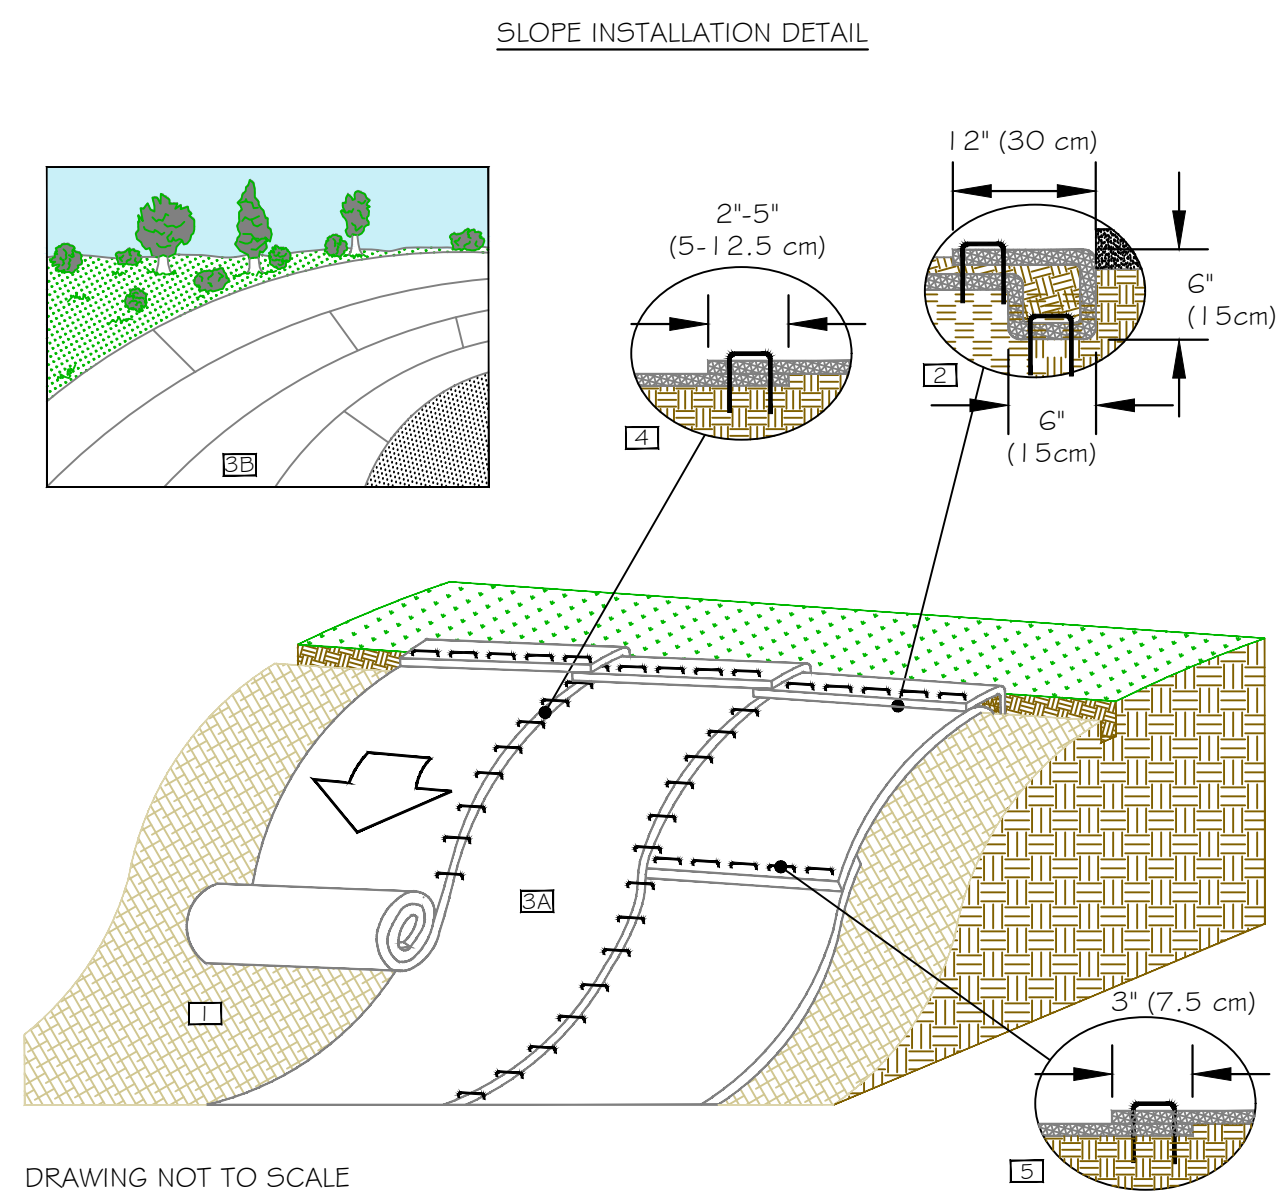 SLOPE INSTALLATION DETAIL
12" (30 cm)
2"-5"
(5-12.5 cm)
6"
(15cm)
2
4
6"
(15cm)
3B
3A
1
3" (7.5 cm)
5
DRAWING NOT TO SCALE